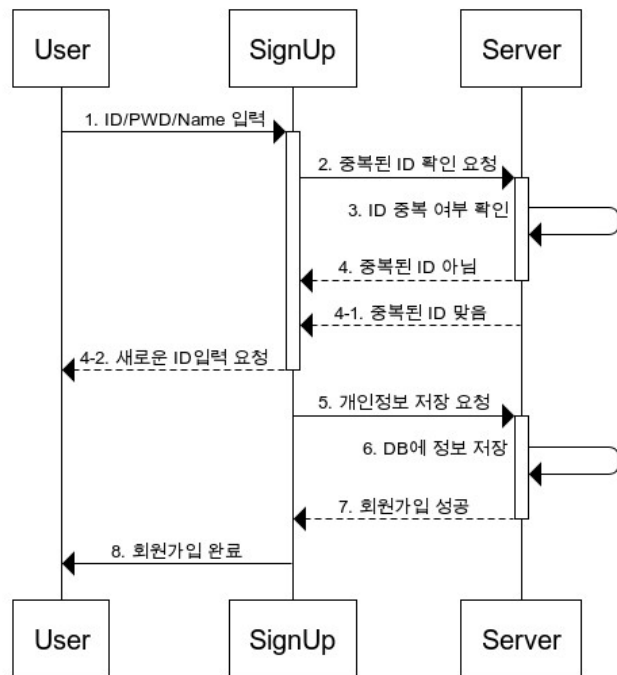 User
SignUp
Server
1. ID/PWD/Name 입력
2. 중복된 ID 확인 요청
3. ID 중복 여부 확인
4. 중복된 ID 아님
4-1. 중복된 ID 맞음
4-2. 새로운 ID입력 요청
5. 개인정보 저장 요청
6. DB에 정보 저장
7. 회원가입 성공
8. 회원가입 완료
User
SignUp
Server